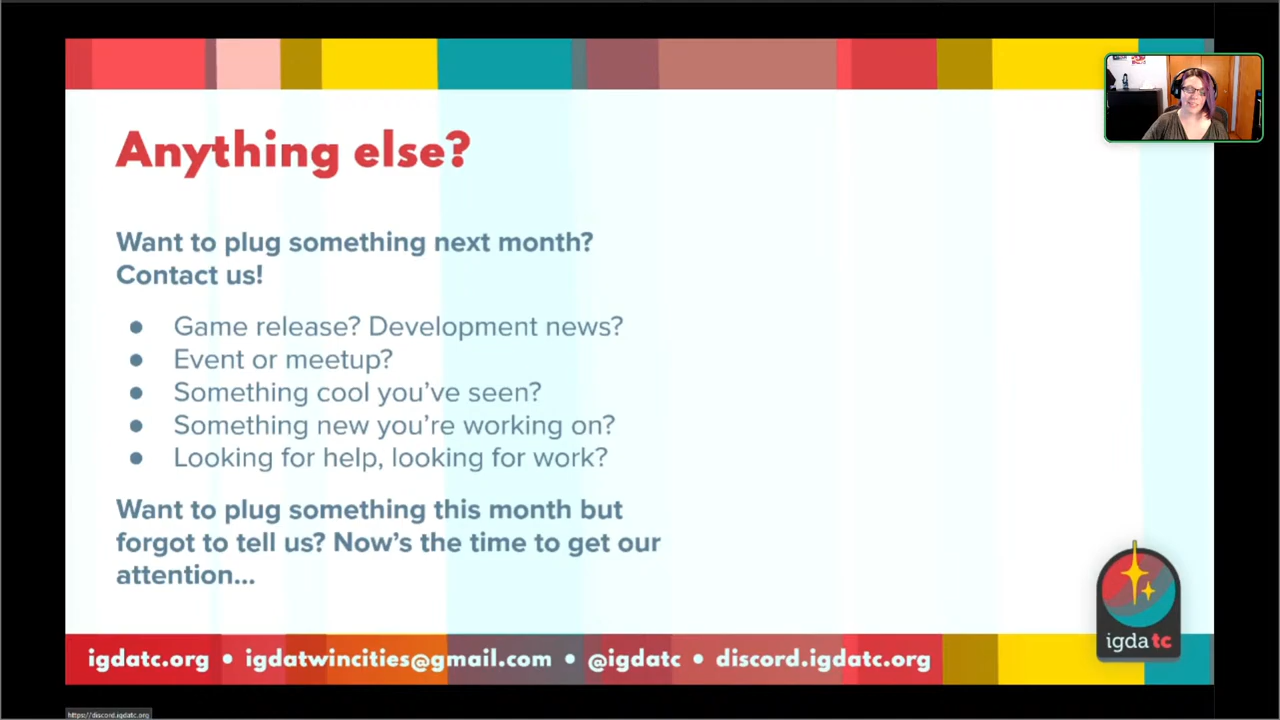 Anything else?
Want to plug something next month?
Contact us!
● Game release? Development news?
● Event or meetup?
● Something cool you’ve seen?
● Something new you’re working on?
● Looking for help, looking for work?
Want to plug something this month but
forgot to tell us? Now’s the time to get our
attention...
igdatc
igdatc.org • igdatwincities@gmail.com • @igdatc • discord.igdatc.org
https://discord.igdatc.org